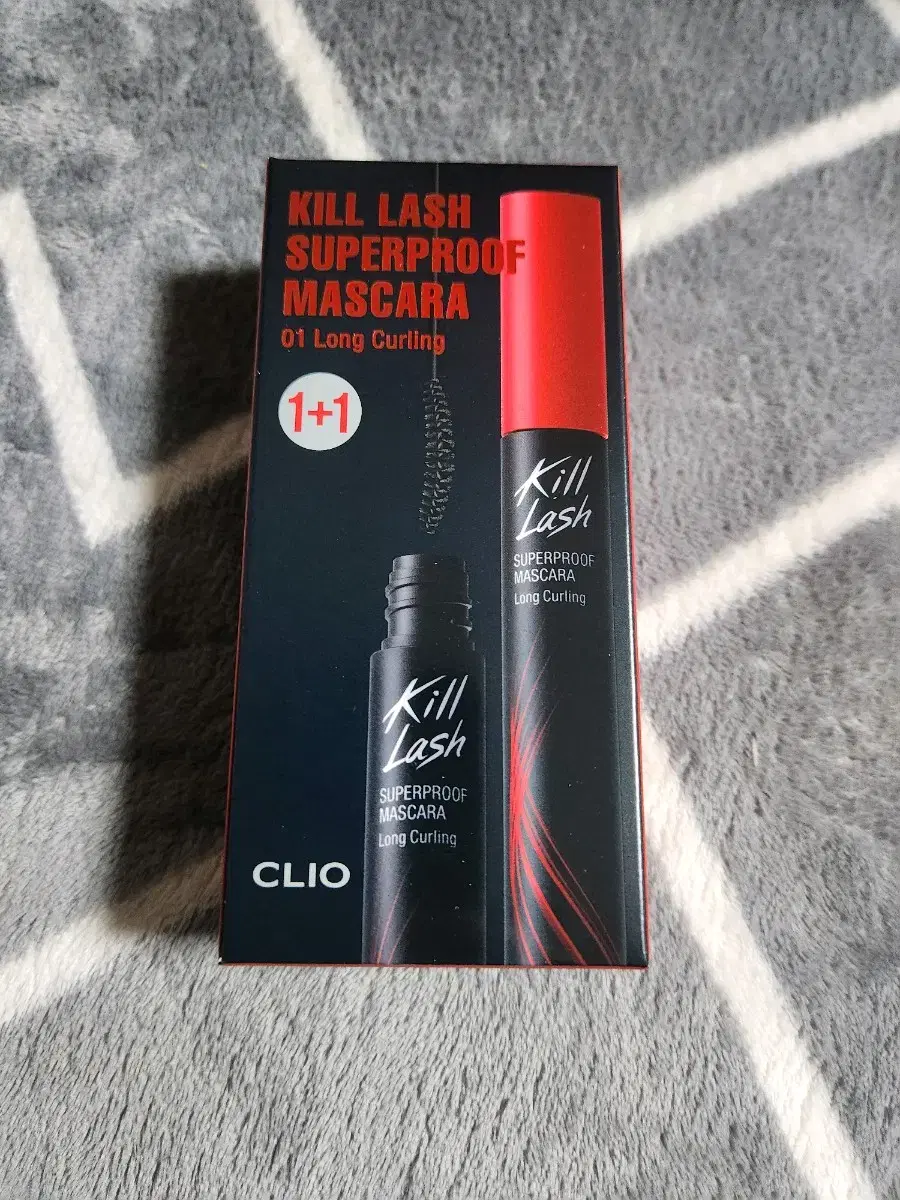 KILL LASH
SUPERPROOF
MASCARA
01 Long Curling
1+1
Kill
Lash
SUPERPROOF
MASCARA
Long Curling
Kill
Lash
SUPERPROOF
MASCARA
Long Curling
CLIO